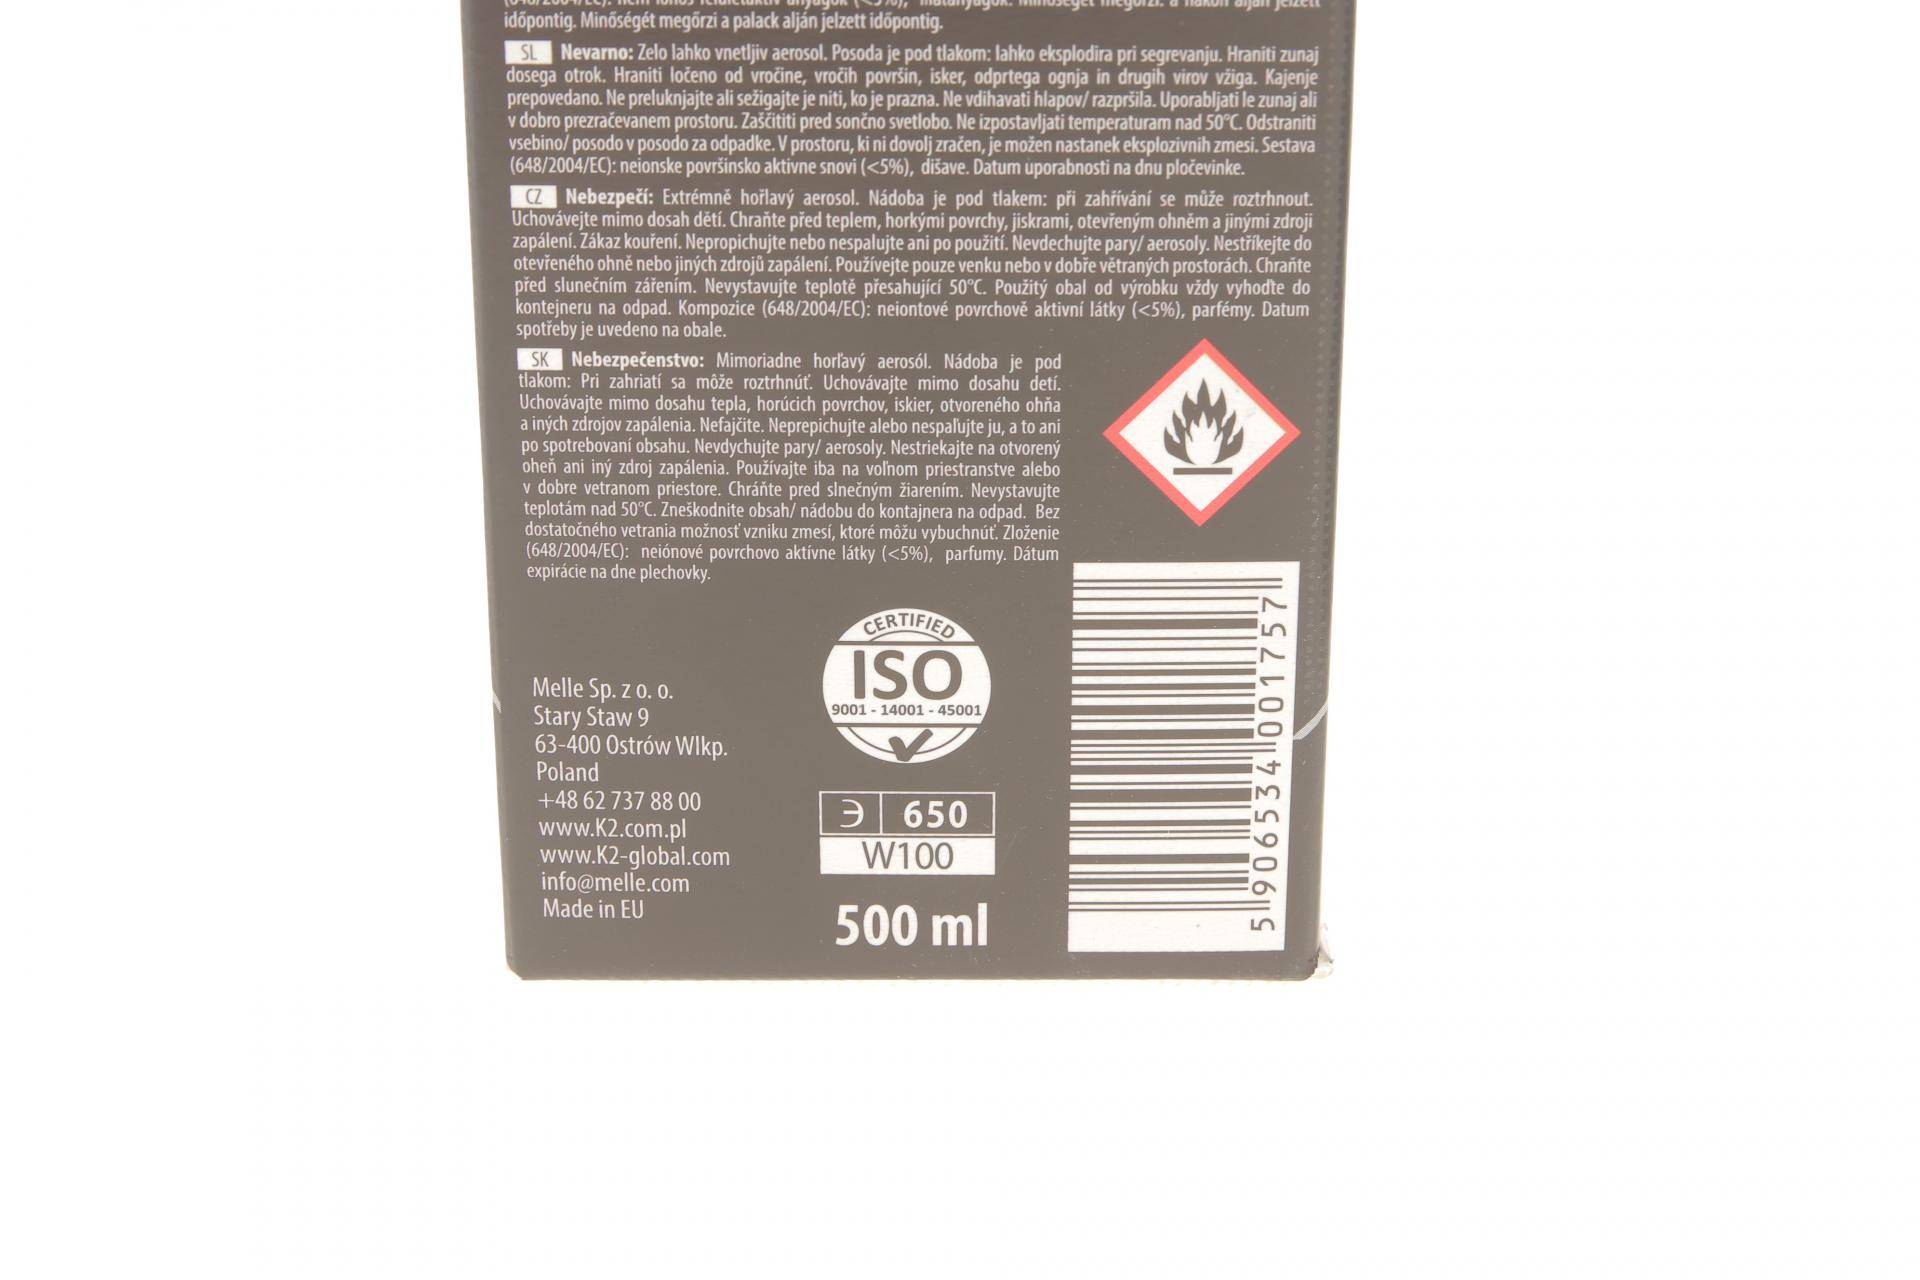 (648/2004/EC): nem ionos felületaktív anyagok (<5%), illatanyagok. Minőségét megőrzi: a flakon alján jelzett
időpontig. Minőségét megőrzi a palack alján jelzett időpontig.
SL Nevarno: Zelo lahko vnetljiv aerosol. Posoda je pod tlakom: lahko eksplodira pri segrevanju. Hraniti zunaj
dosega otrok. Hraniti ločeno od vročine, vročih površin, isker, odprtega ognja in drugih virov vžiga. Kajenje
prepovedano. Ne preluknjajte ali sežigajte je niti, ko je prazna. Ne vdihavati hlapov/ razpršila. Uporabljati le zunaj ali
v dobro prezračevanem prostoru. Zaščititi pred sončno svetlobo. Ne izpostavljati temperaturam nad 50°C. Odstraniti
vsebino/ posodo v posodo za odpadke. V prostoru, ki ni dovolj zračen, je možen nastanek eksplozivnih zmesi. Sestava
(648/2004/EC): neionske površinsko aktivne snovi (<5%), dišave. Datum uporabnosti na dnu pločevinke.
CZ Nebezpečí: Extrémně hořlavý aerosol. Nádoba je pod tlakem: při zahřívání se může roztrhnout.
Uchovávejte mimo dosah dětí. Chraňte před teplem, horkými povrchy, jiskrami, otevřeným ohněm a jinými zdroji
zapálení. Zákaz kouření. Nepropichujte nebo nespalujte ani po použití. Nevdechujte pary/ aerosoly. Nestříkejte do
otevřeného ohně nebo jiných zdrojů zapálení. Používejte pouze venku nebo v dobře větraných prostorách. Chraňte
před slunečním zářením. Nevystavujte teplotě přesahující 50°C. Použitý obal od výrobku vždy vyhoďte do
kontejneru na odpad. Kompozice (648/2004/EC): neiontové povrchově aktivní látky (<5%), parfémy. Datum
spotřeby je uvedeno na obale.
SK Nebezpečenstvo: Mimoriadne horľavý aerosól. Nádoba je pod
tlakom: Pri zahriatí sa môže roztrhnúť. Uchovávajte mimo dosahu detí.
Uchovávajte mimo dosahu tepla, horúcich povrchov, iskier, otvoreného ohňa
a iných zdrojov zapálenia. Nefajčite. Neprepichujte alebo nespaľujte ju, a to ani
po spotrebovaní obsahu. Nevdychujte pary/ aerosoly. Nestriekajte na otvorený
oheň ani iný zdroj zapálenia. Používajte iba na voľnom priestranstve alebo
v dobre vetranom priestore. Chráňte pred slnečným žiarením. Nevystavujte
teplotám nad 50°C. Zneškodnite obsah/ nádobu do kontajnera na odpad. Bez
dostatočného vetrania možnosť vzniku zmesí, ktoré môžu vybuchnúť. Zloženie
(648/2004/EC): neiónové povrchovo aktívne látky (<5%), parfumy. Dátum
expirácie na dne plechovky.
Melle Sp. z o. o.
Stary Staw 9
63-400 Ostrów Wlkp.
Poland
+48 62 737 88 00
www.K2.com.pl
www.K2-global.com
info@melle.com
Made in EU
CERTIFIED
ISO
9001 - 14001 - 45001
Э 650
W100
500 ml
5 906534 001757